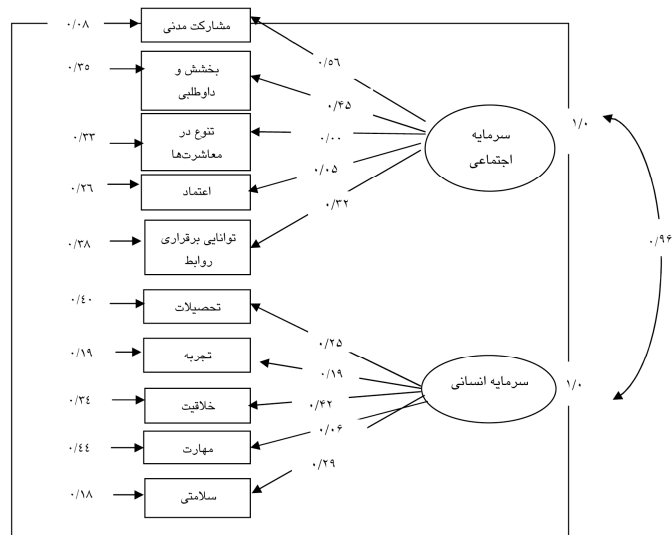 ۰/۰۸
مشارکت مدنی
۰/۵۶
۰/۳۵
بخشش و
داوطلبی
۰/۴۵
۰/۳۳
تنوع در
معاشرت‌ها
۰/۰۰
سرمایه
اجتماعی
۱/۰
۰/۲۶
اعتماد
۰/۰۵
۰/۳۸
توانایی برقراری
روابط
۰/۳۲
۰/۹۶
۰/٤۰
تحصیلات
۰/۲۵
۰/۱۹
تجربه
۰/۱۹
سرمایه انسانی
۱/۰
۰/۳٤
خلاقیت
۰/۴۲
۰/٤٤
مهارت
۰/۰۶
۰/۱۸
سلامتی
۰/۲۹